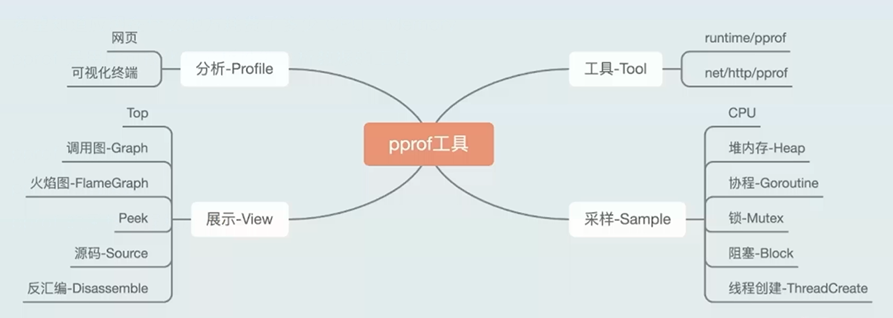 pprof工具
分析-Profile
网页
可视化终端
工具-Tool
runtime/pprof
net/http/pprof
展示-View
Top
调用图-Graph
火焰图-FlameGraph
Peek
源码-Source
反汇编-Disassemble
采样-Sample
CPU
堆内存-Heap
协程-Goroutine
锁-Mutex
阻塞-Block
线程创建-ThreadCreate